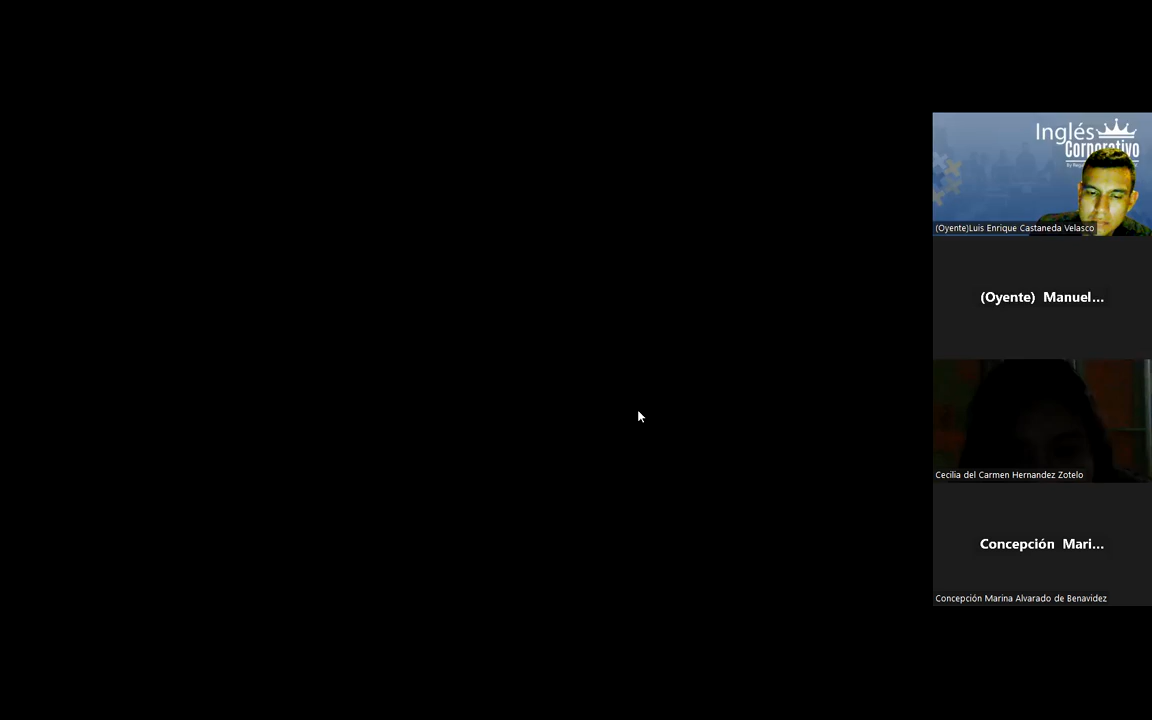 Inglés
Corporativo
(Oyente)Luis Enrique Castaneda Velasco
(Oyente) Manuel...
Cecilia del Carmen Hernandez Zotelo
Concepción Mari...
Concepción Marina Alvarado de Benavidez